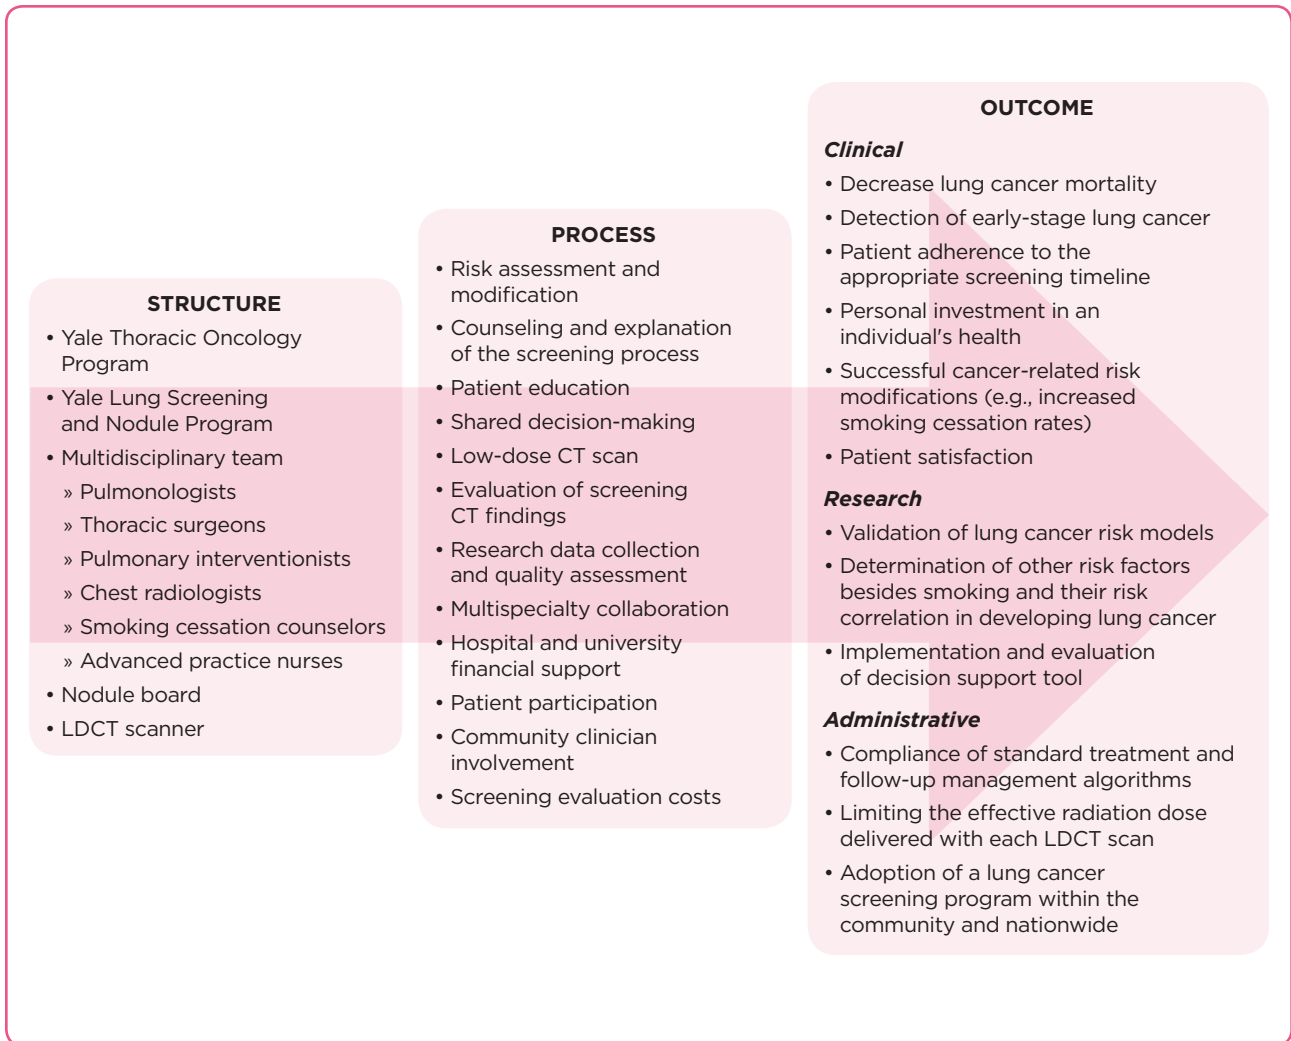 STRUCTURE
• Yale Thoracic Oncology
Program
• Yale Lung Screening
and Nodule Program
• Multidisciplinary team
» Pulmonologists
» Thoracic surgeons
» Pulmonary interventionists
» Chest radiologists
» Smoking cessation counselors
» Advanced practice nurses
• Nodule board
• LDCT scanner
PROCESS
• Risk assessment and
modification
• Counseling and explanation
of the screening process
• Patient education
• Shared decision-making
• Low-dose CT scan
• Evaluation of screening
CT findings
• Research data collection
and quality assessment
• Multispecialty collaboration
• Hospital and university
financial support
• Patient participation
• Community clinician
involvement
• Screening evaluation costs
OUTCOME
Clinical
• Decrease lung cancer mortality
• Detection of early-stage lung cancer
• Patient adherence to the
appropriate screening timeline
• Personal investment in an
individual's health
• Successful cancer-related risk
modifications (e.g., increased
smoking cessation rates)
• Patient satisfaction
Research
• Validation of lung cancer risk models
• Determination of other risk factors
besides smoking and their risk
correlation in developing lung cancer
• Implementation and evaluation
of decision support tool
Administrative
• Compliance of standard treatment and
follow-up management algorithms
• Limiting the effective radiation dose
delivered with each LDCT scan
• Adoption of a lung cancer
screening program within the
community and nationwide